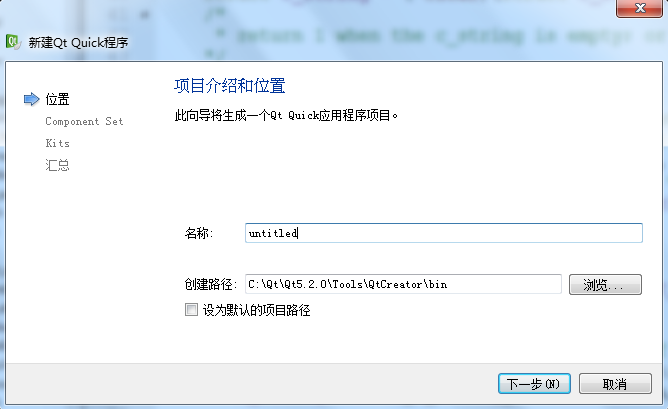 /*
* return 1 when the c_string is emptyr or
新建Qt Quick程序
位置
Component Set
Kits
汇总
项目介绍和位置
此向导将生成一个Qt Quick应用程序项目。
名称:
untitled
创建路径:
C:\Qt\Qt5.2.0\Tools\QtCreator\bin
浏览...
设为默认的项目路径
下一步(N)
取消